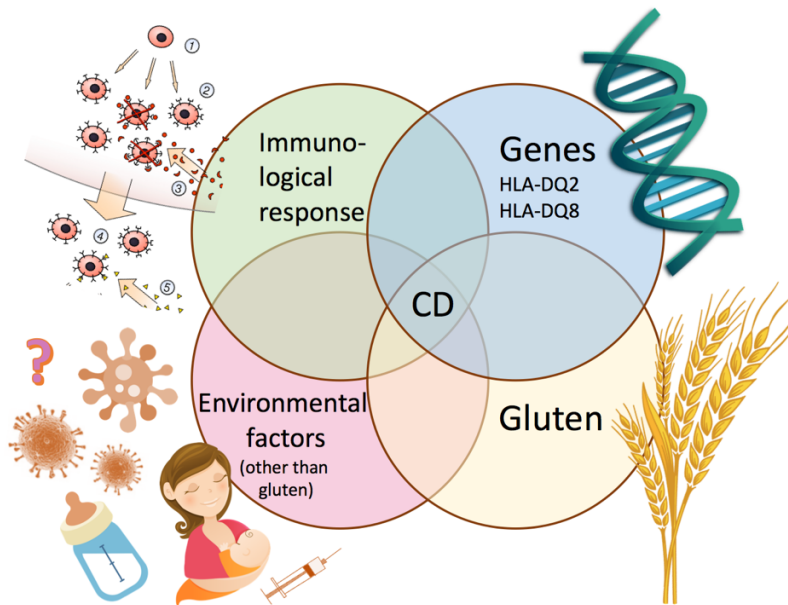 1
2
3
4
5
Immuno-
logical
response
Genes
HLA-DQ2
HLA-DQ8
CD
?
Environmental
factors
(other than
gluten)
Gluten